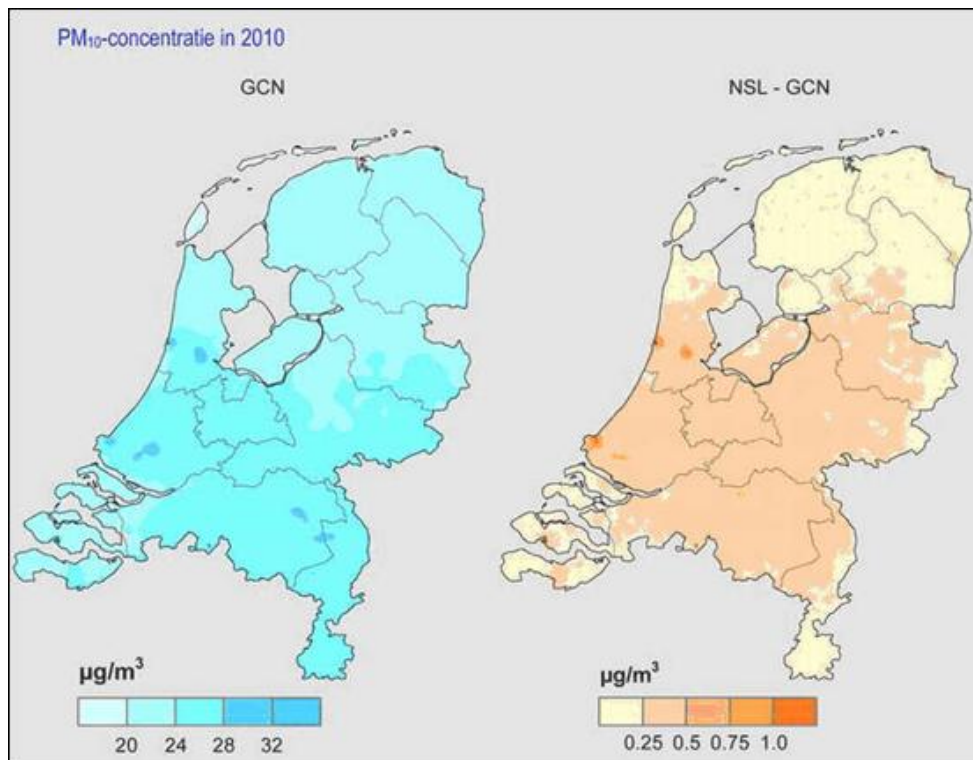 PM₁₀-concentratie in 2010
GCN
NSL - GCN
µg/m³
20 24 28 32
µg/m³
0.25 0.5 0.75 1.0